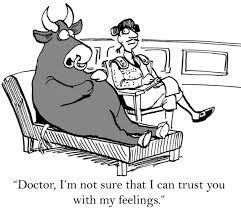 “Doctor, I'm not sure that I can trust you
with my feelings.”